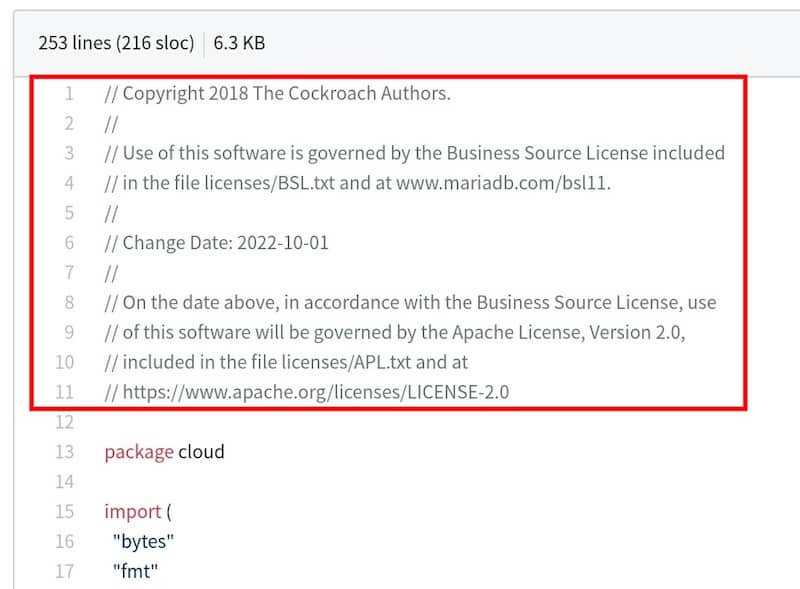 253 lines (216 sloc) 6.3 KB
1 // Copyright 2018 The Cockroach Authors.
2 //
3 // Use of this software is governed by the Business Source License included
4 // in the file licenses/BSL.txt and at www.mariadb.com/bsl11.
5 //
6 // Change Date: 2022-10-01
7 //
8 // On the date above, in accordance with the Business Source License, use
9 // of this software will be governed by the Apache License, Version 2.0,
10 // included in the file licenses/APL.txt and at
11 // https://www.apache.org/licenses/LICENSE-2.0
12
13 package cloud
14
15 import (
16 "bytes"
17 "fmt"